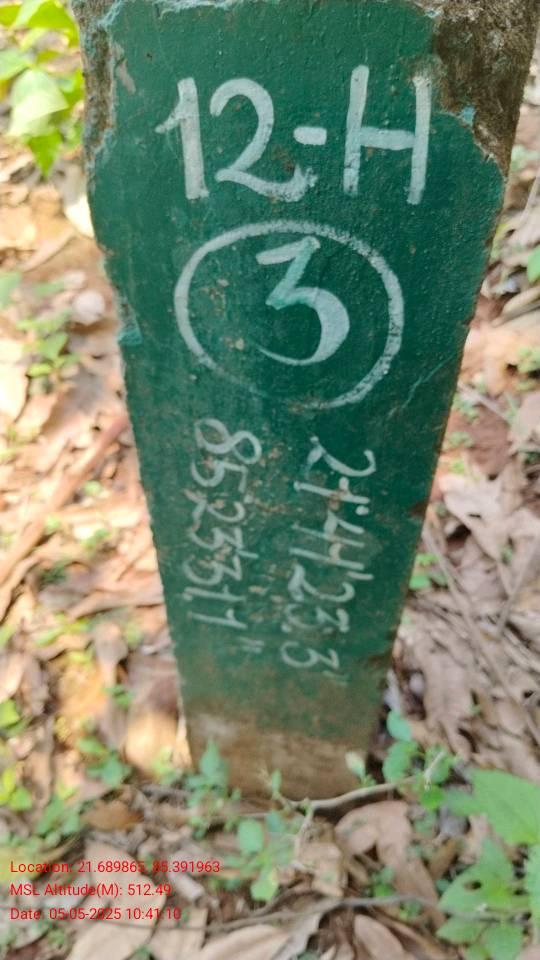 12-H
3
21°41'23.3"
85°23'31.1"
Location: 21.689865, 85.391963
MSL Altitude(M): 512.49
Date: 05-05-2025 10:41:10